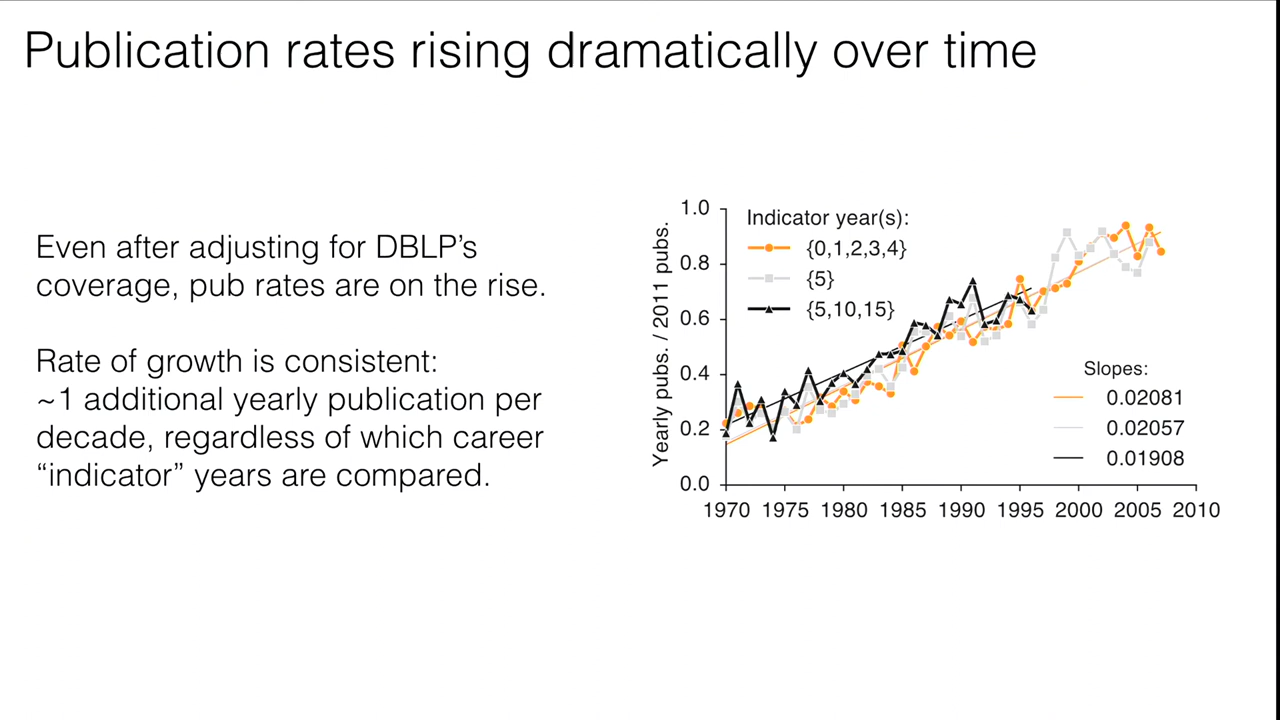 Publication rates rising dramatically over time
Even after adjusting for DBLP’s
coverage, pub rates are on the rise.
Rate of growth is consistent:
~1 additional yearly publication per
decade, regardless of which career
“indicator” years are compared.
Yearly pubs. / 2011 pubs.
1.0
0.8
0.6
0.4
0.2
0.0
Indicator year(s):
{0,1,2,3,4}
{5}
{5,10,15}
Slopes:
0.02081
0.02057
0.01908
1970 1975 1980 1985 1990 1995 2000 2005 2010